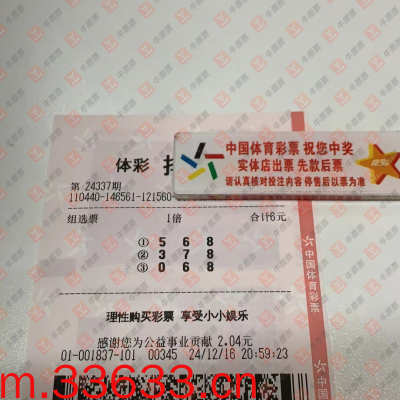 中国体育彩票 祝您中奖
实体店出票 先款后票
请认真核对投注内容 停售后以票为准
体彩
第 24337期
110440-146561-121560
组选票 1倍 合计6元
① 5 6 8
② 3 7 8
③ 0 6 8
理性购买彩票 享受小小娱乐
感谢您为公益事业贡献 2.04元
01-001837-101 00345 24/12/16 20:59:23
中国体育彩票
m.33633.cn